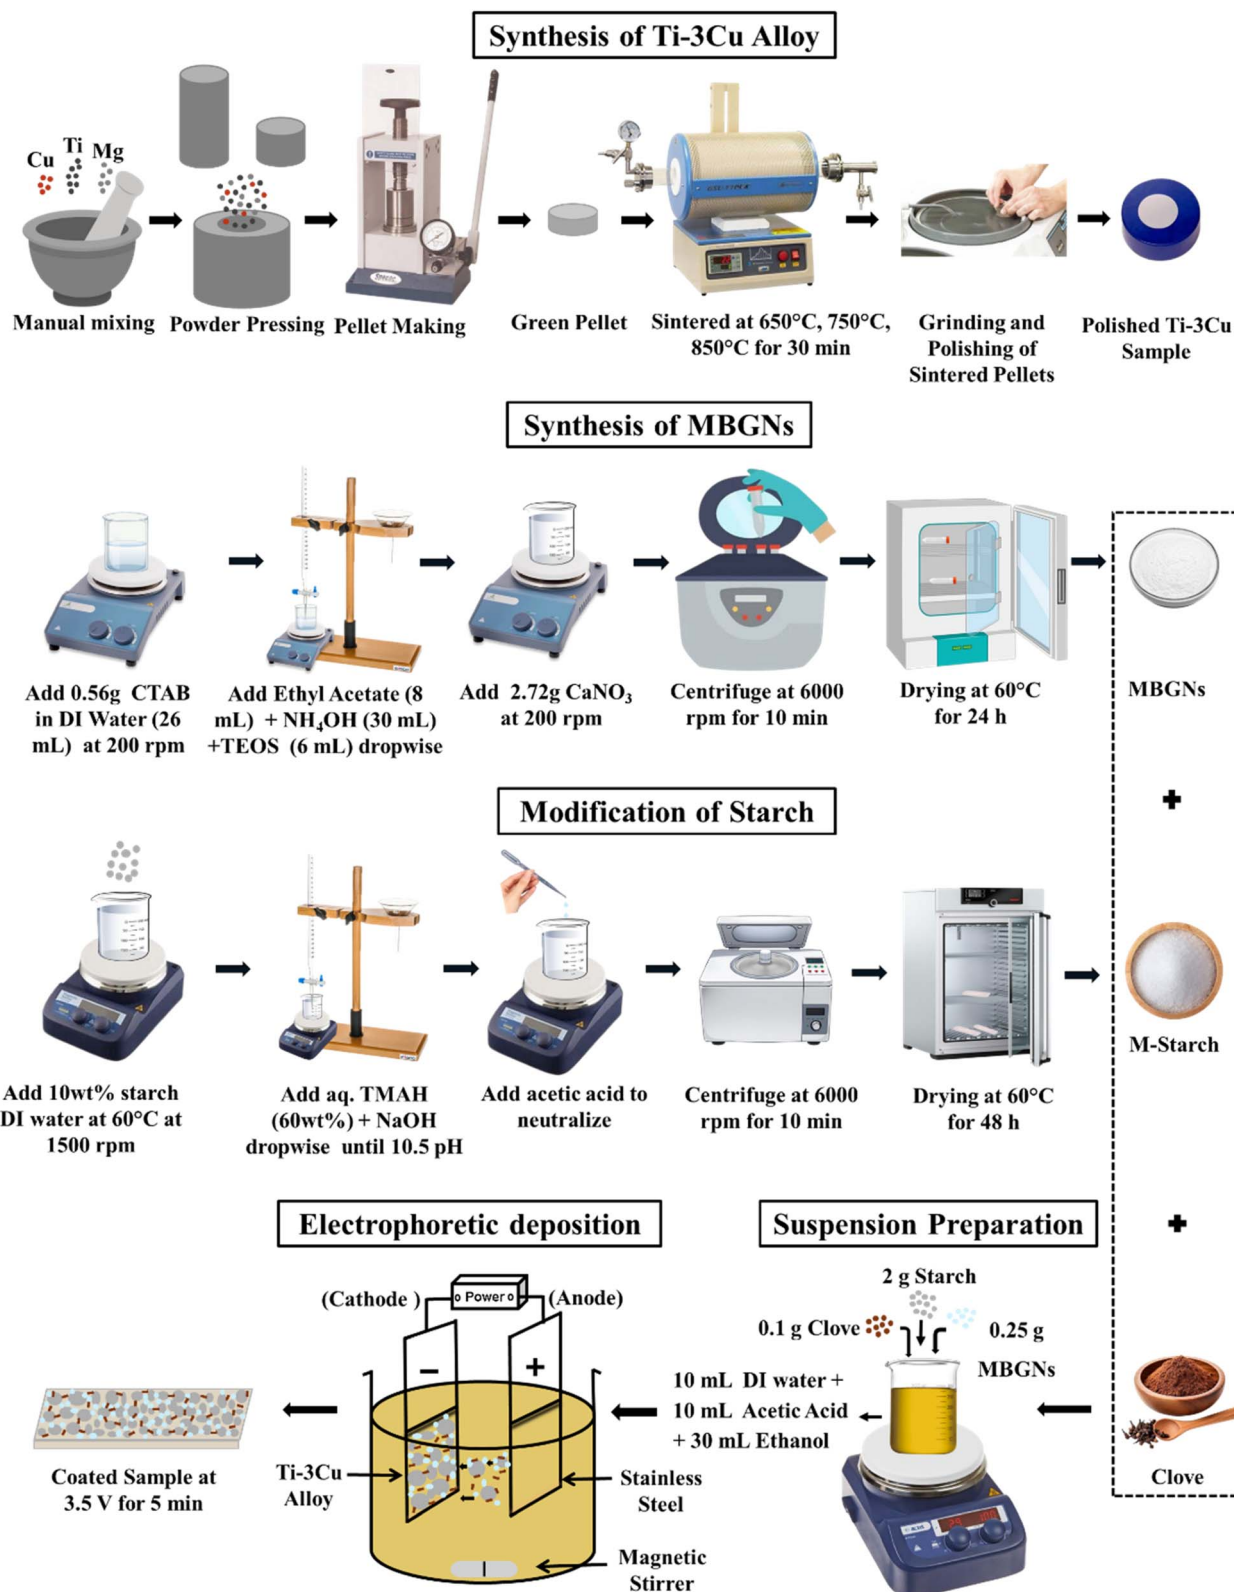 Synthesis of Ti-3Cu Alloy
Cu
Ti
Mg
Manual mixing
Powder Pressing
Pellet Making
Green Pellet
Sintered at 650°C, 750°C,
850°C for 30 min
Grinding and
Polishing of
Sintered Pellets
Polished Ti-3Cu
Sample
Synthesis of MBGNs
Add 0.56g CTAB
in DI Water (26
mL) at 200 rpm
Add Ethyl Acetate (8
mL) + NH₄OH (30 mL)
+TEOS (6 mL) dropwise
Add 2.72g CaNO₃
at 200 rpm
Centrifuge at 6000
rpm for 10 min
Drying at 60°C
for 24 h
MBGNs
+
Modification of Starch
Add 10wt% starch
DI water at 60°C at
1500 rpm
Add aq. TMAH
(60wt%) + NaOH
dropwise until 10.5 pH
Add acetic acid to
neutralize
Centrifuge at 6000
rpm for 10 min
Drying at 60°C
for 48 h
M-Starch
+
Electrophoretic deposition
Suspension Preparation
(Cathode )
Power
(Anode)
−
+
Ti-3Cu
Alloy
Stainless
Steel
Magnetic
Stirrer
Coated Sample at
3.5 V for 5 min
2 g Starch
0.1 g Clove
0.25 g
MBGNs
10 mL DI water +
10 mL Acetic Acid
+ 30 mL Ethanol
Clove